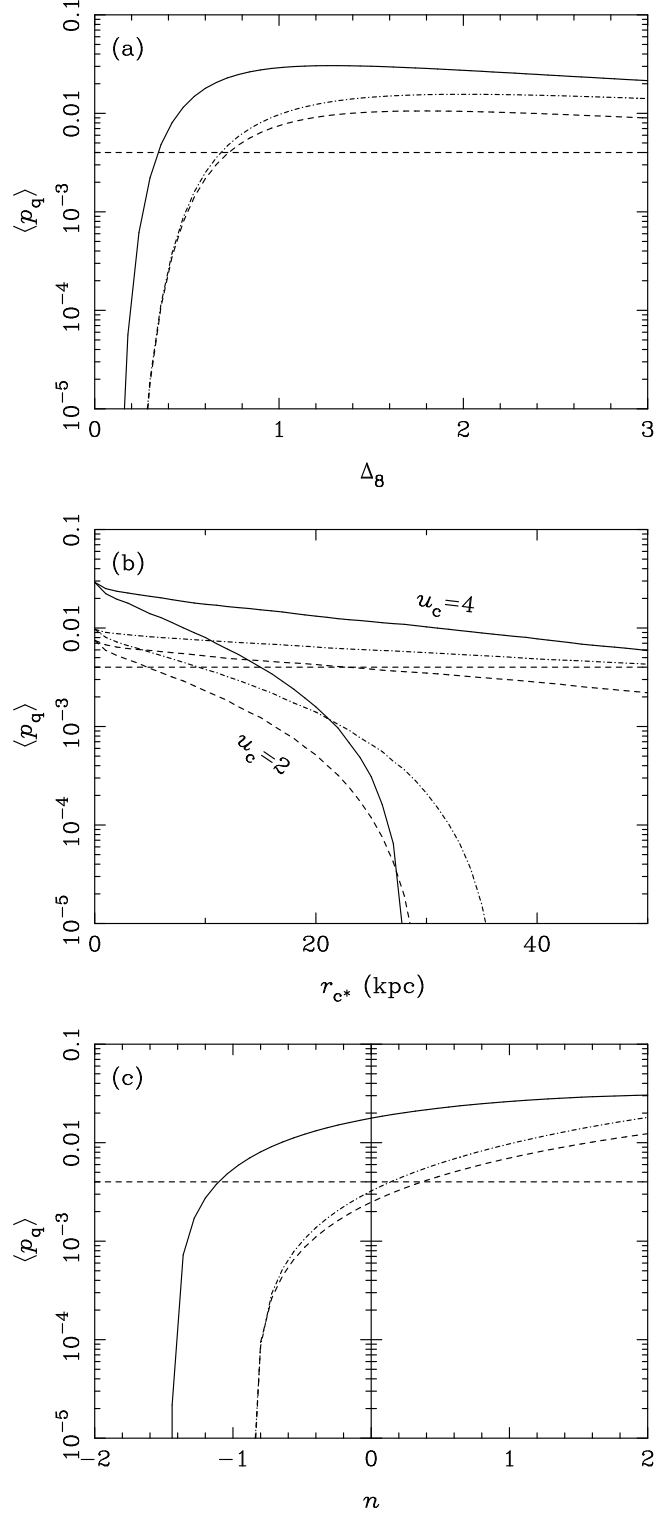 (a)
0.1
0.01
10⁻³
10⁻⁴
10⁻⁵
⟨p_q⟩
0 1 2 3
Δ₈
(b)
0.1
0.01
10⁻³
10⁻⁴
10⁻⁵
⟨p_q⟩
u_c=4
u_c=2
0 20 40
r_c* (kpc)
(c)
0.1
0.01
10⁻³
10⁻⁴
10⁻⁵
⟨p_q⟩
−2 −1 0 1 2
n